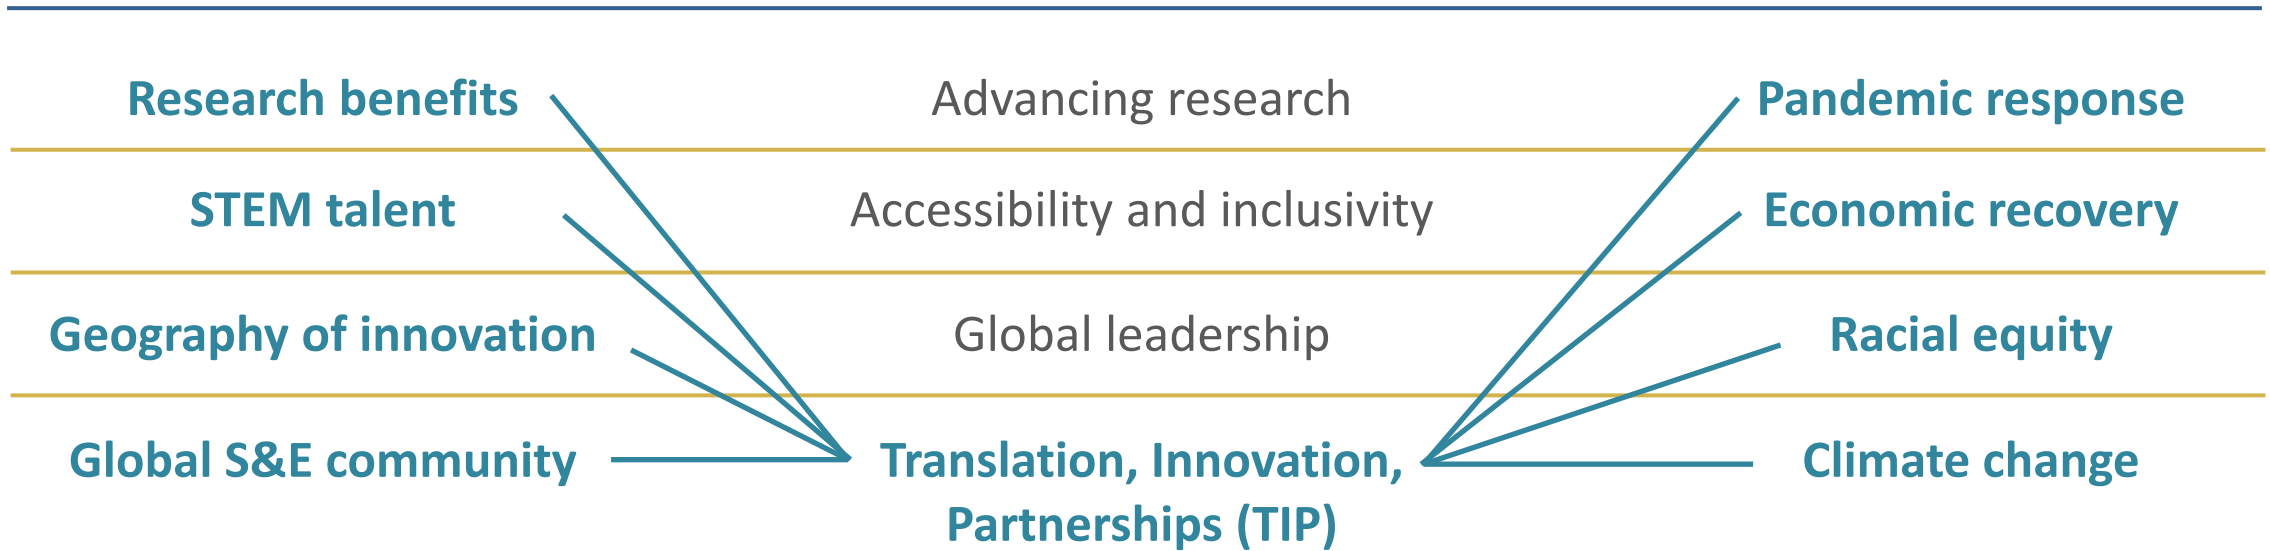 Research benefits
Advancing research
Pandemic response
STEM talent
Accessibility and inclusivity
Economic recovery
Geography of innovation
Global leadership
Racial equity
Global S&E community
Translation, Innovation,
Partnerships (TIP)
Climate change